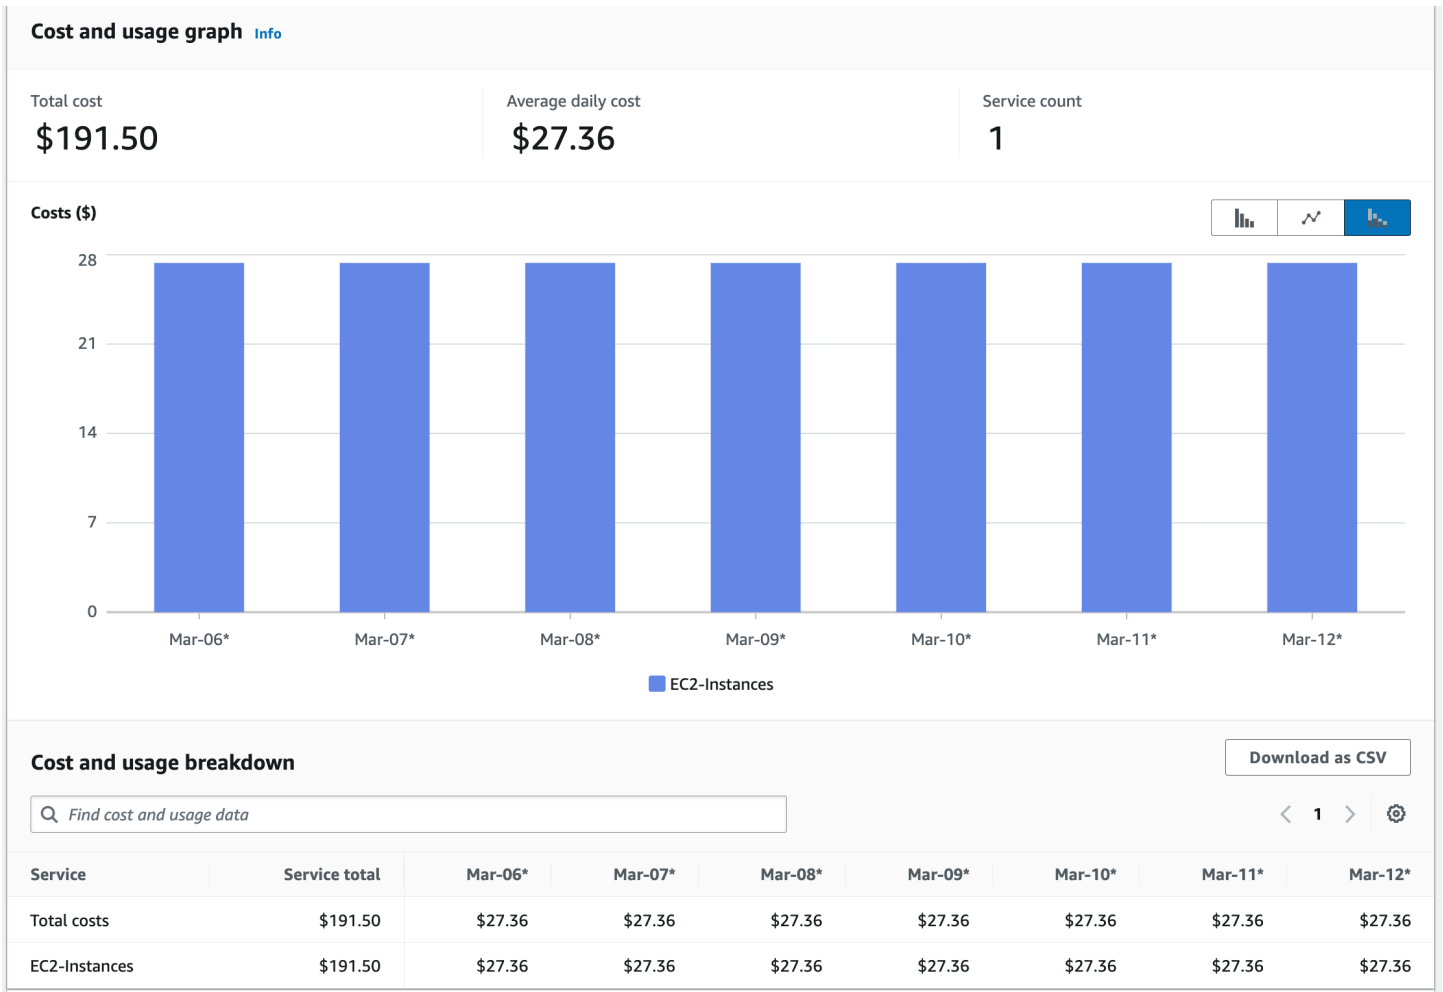 Cost and usage graph Info
Total cost Average daily cost Service count
$191.50 $27.36 1
Costs ($)
28
21
14
7
0
Mar-06* Mar-07* Mar-08* Mar-09* Mar-10* Mar-11* Mar-12*
EC2-Instances
Cost and usage breakdown
Download as CSV
Find cost and usage data
1
Service Service total Mar-06* Mar-07* Mar-08* Mar-09* Mar-10* Mar-11* Mar-12*
Total costs $191.50 $27.36 $27.36 $27.36 $27.36 $27.36 $27.36 $27.36
EC2-Instances $191.50 $27.36 $27.36 $27.36 $27.36 $27.36 $27.36 $27.36